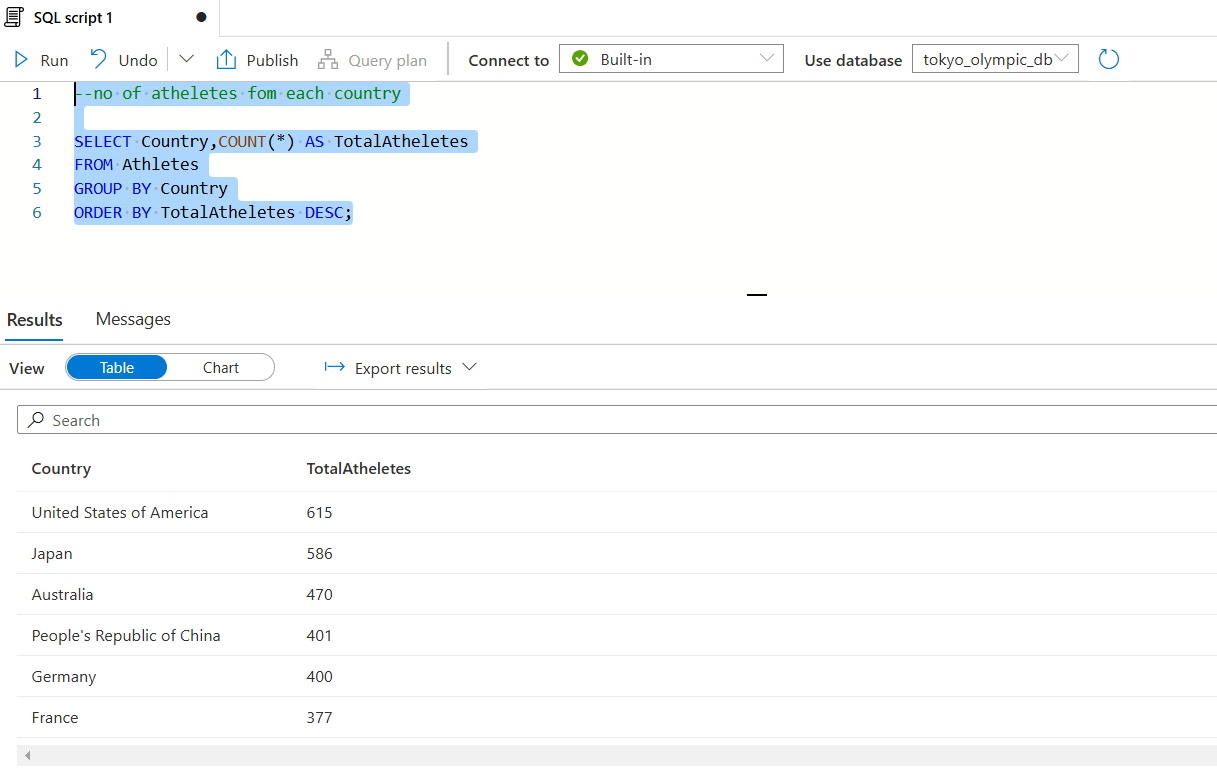 SQL script 1
Run Undo Publish Query plan Connect to Built-in Use database tokyo_olympic_db
1 --no of atheletes fom each country
2
3 SELECT Country,COUNT(*) AS TotalAtheletes
4 FROM Athletes
5 GROUP BY Country
6 ORDER BY TotalAtheletes DESC;
Results Messages
View Table Chart Export results
Search
Country TotalAtheletes
United States of America 615
Japan 586
Australia 470
People's Republic of China 401
Germany 400
France 377